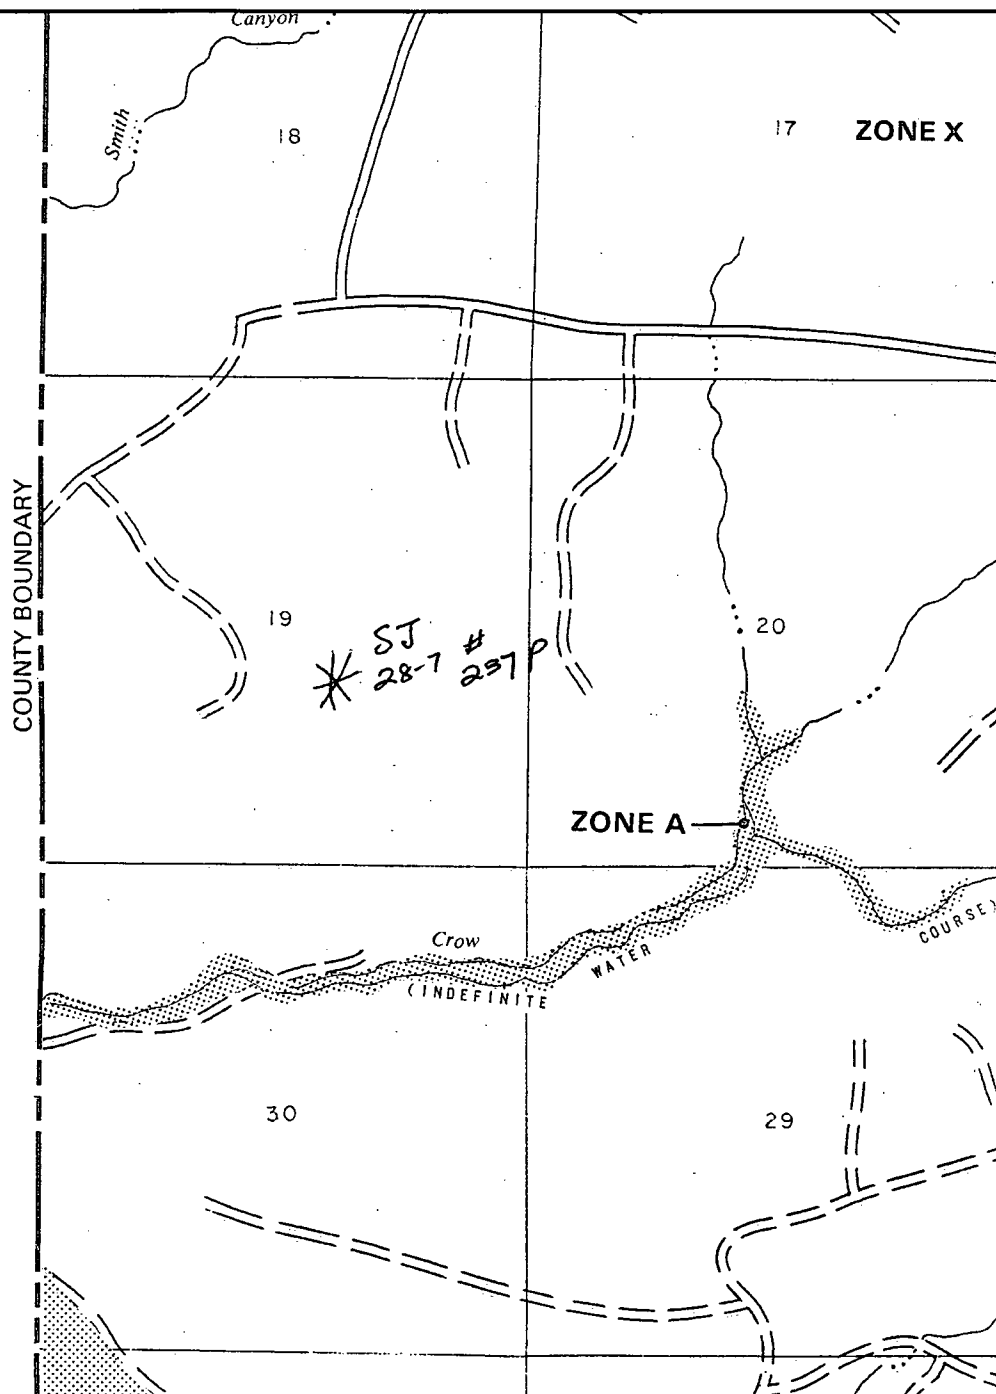 Canyon
Smith
18
17 ZONE X
COUNTY BOUNDARY
19
SJ
28-7 # 237P
20
ZONE A
Crow
(INDEFINITE WATER COURSE)
30
29